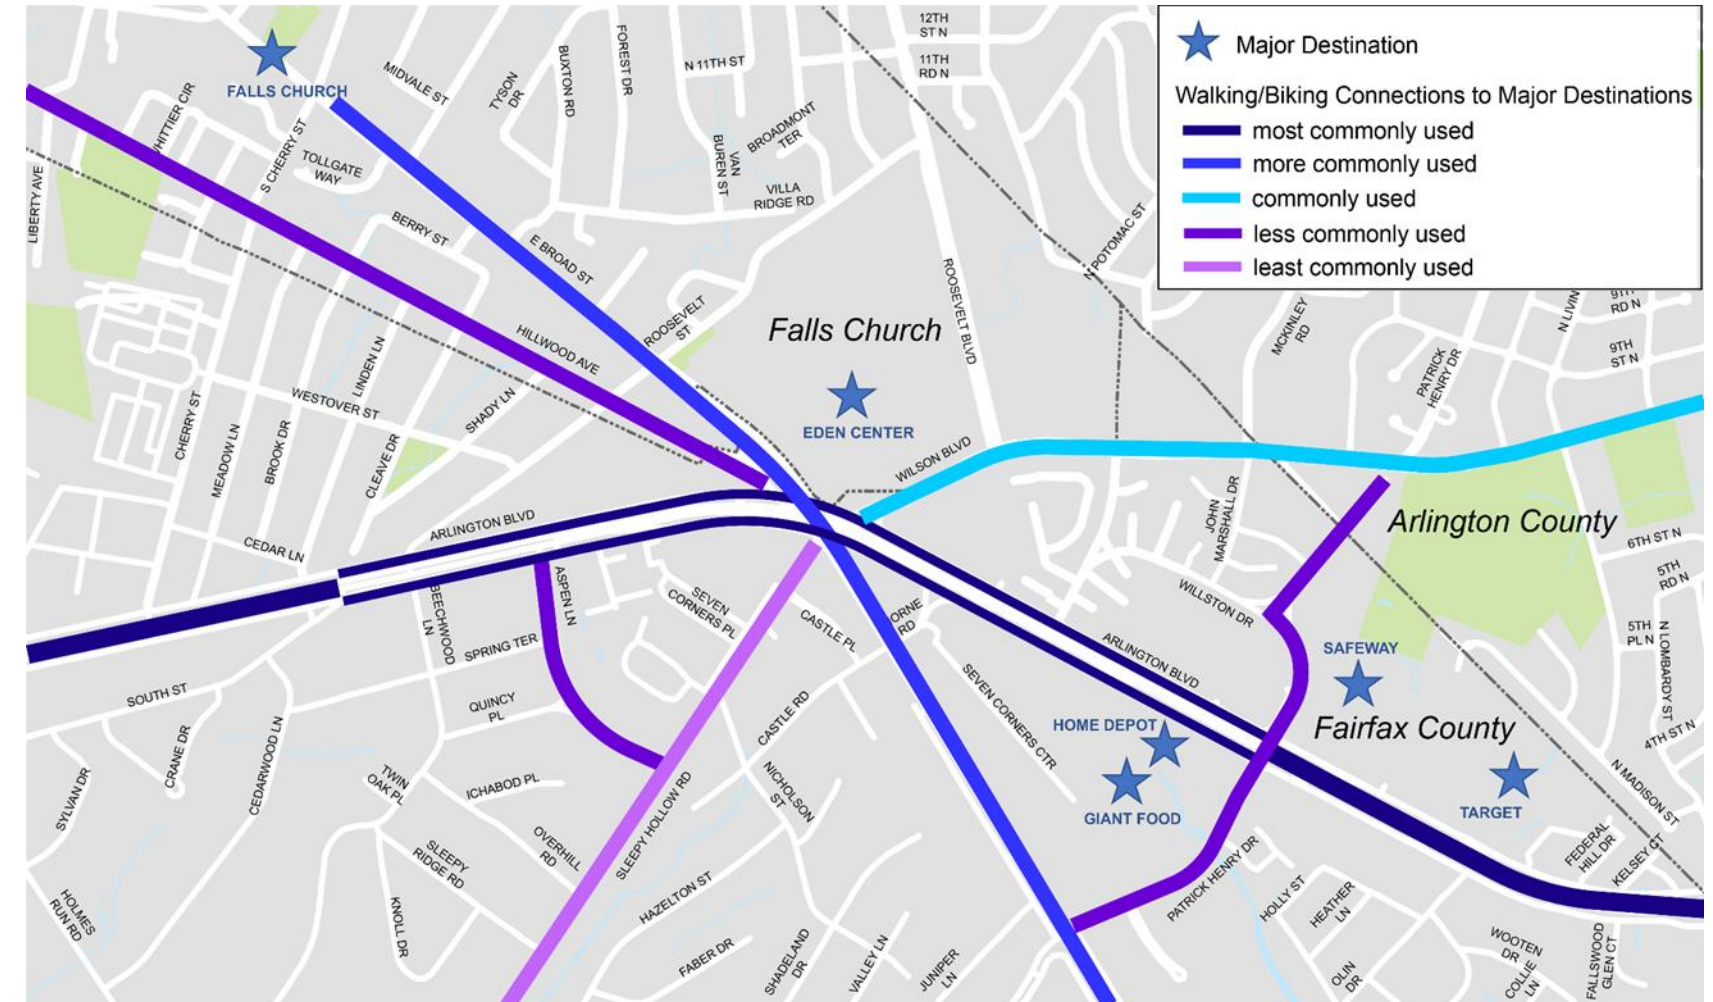 Major Destination
Walking/Biking Connections to Major Destinations
most commonly used
more commonly used
commonly used
less commonly used
least commonly used
12TH
ST N
11TH
RD N
N 11TH ST
FALLS CHURCH
MIDVALE ST
TYSON
DR
BUXTON RD
FOREST DR
BROADMONT
TER
VAN
BUREN ST
VILLA
RIDGE RD
S CHERRY ST
TOLLGATE
WAY
LIBERTY AVE
BERRY ST
E BROAD ST
N POTOMAC ST
ROOSEVELT BLVD
ROOSEVELT
ST
HILLWOOD AVE
Falls Church
MCKINLEY
RD
RD N
9TH
ST N
PATRICK
HENRY DR
LINDEN LN
WESTOVER ST
SHADY LN
CHERRY ST
MEADOW LN
BROOK DR
CLEAVE DR
EDEN CENTER
WILSON BLVD
JOHN
MARSHALL DR
Arlington County
ARLINGTON BLVD
CEDAR LN
6TH ST N
5TH
RD N
5TH
PL N
N LOMBARDY ST
4TH ST N
N MADISON ST
BEECHWOOD
LN
ASPEN LN
SPRING TER
SEVEN
CORNERS PL
CASTLE PL
ORNE
RD
WILLSTON DR
ARLINGTON BLVD
SAFEWAY
Fairfax County
SOUTH ST
QUINCY
PL
CRANE DR
CEDARWOOD LN
SYLVAN DR
CASTLE RD
SEVEN CORNERS CTR
HOME DEPOT
GIANT FOOD
TARGET
TWIN
OAK PL
ICHABOD PL
NICHOLSON
ST
SLEEPY HOLLOW RD
OVERHILL
RD
SLEEPY
RIDGE RD
FEDERAL
HILL DR
KELSEY CT
PATRICK HENRY DR
HOLLY ST
HEATHER
LN
HAZELTON ST
HOLMES
RUN RD
KNOLL DR
FABER DR
SHADELAND
DR
VALLEY LN
JUNIPER
LN
OLIN
DR
WOOTEN
DR
COLLIE
LN
FALLSWOOD
GLEN CT